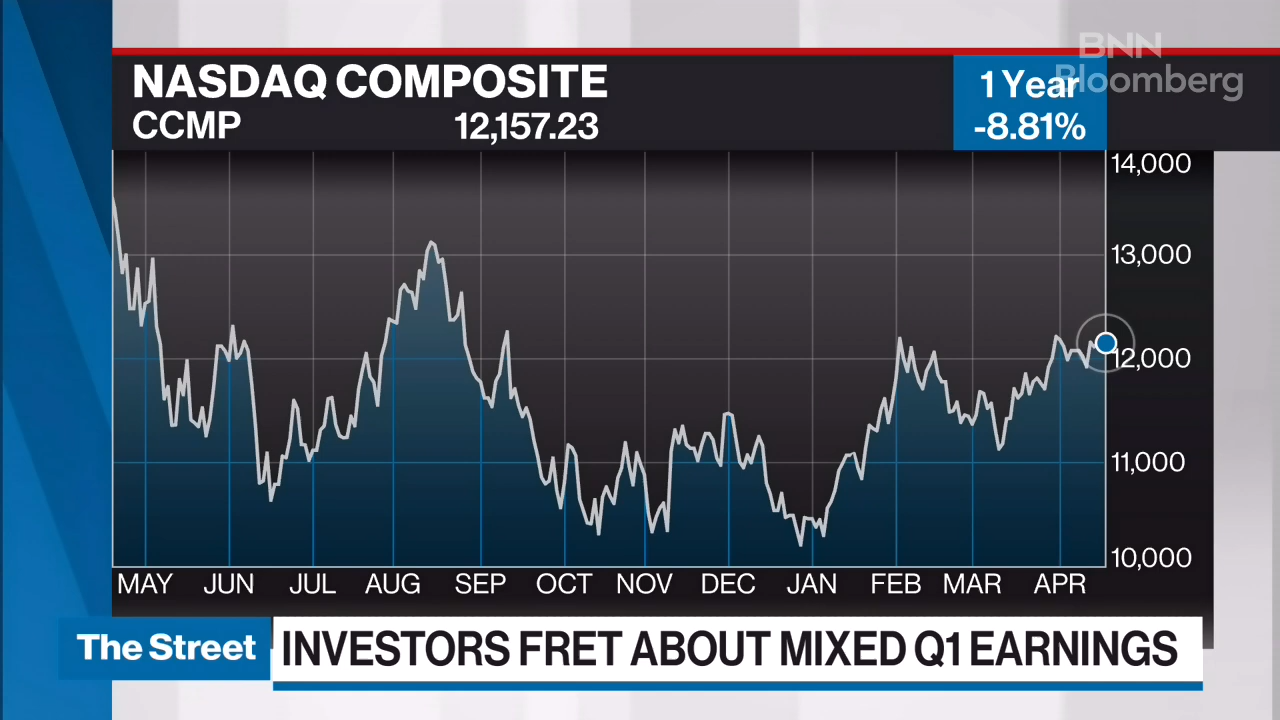 BNN
Bloomberg
NASDAQ COMPOSITE
CCMP 12,157.23
1 Year
-8.81%
14,000
13,000
12,000
11,000
10,000
MAY JUN JUL AUG SEP OCT NOV DEC JAN FEB MAR APR
The Street
INVESTORS FRET ABOUT MIXED Q1 EARNINGS